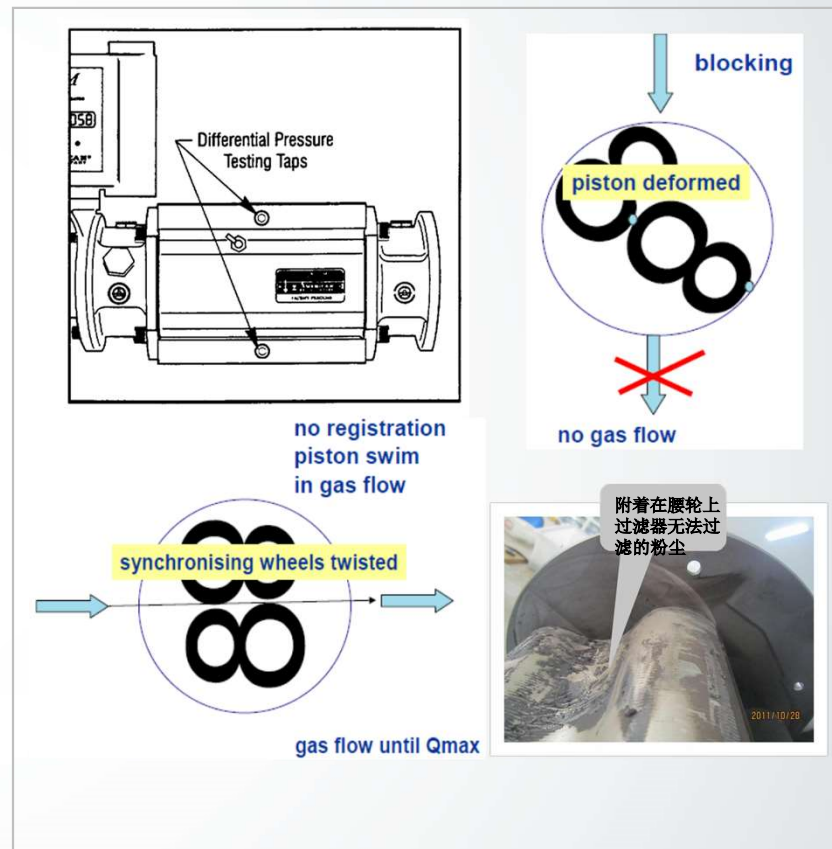 Differential Pressure
Testing Taps
blocking
piston deformed
no gas flow
no registration
piston swim
in gas flow
synchronising wheels twisted
gas flow until Qmax
附着在腰轮上
过滤器无法过
滤的粉尘
2011/10/28